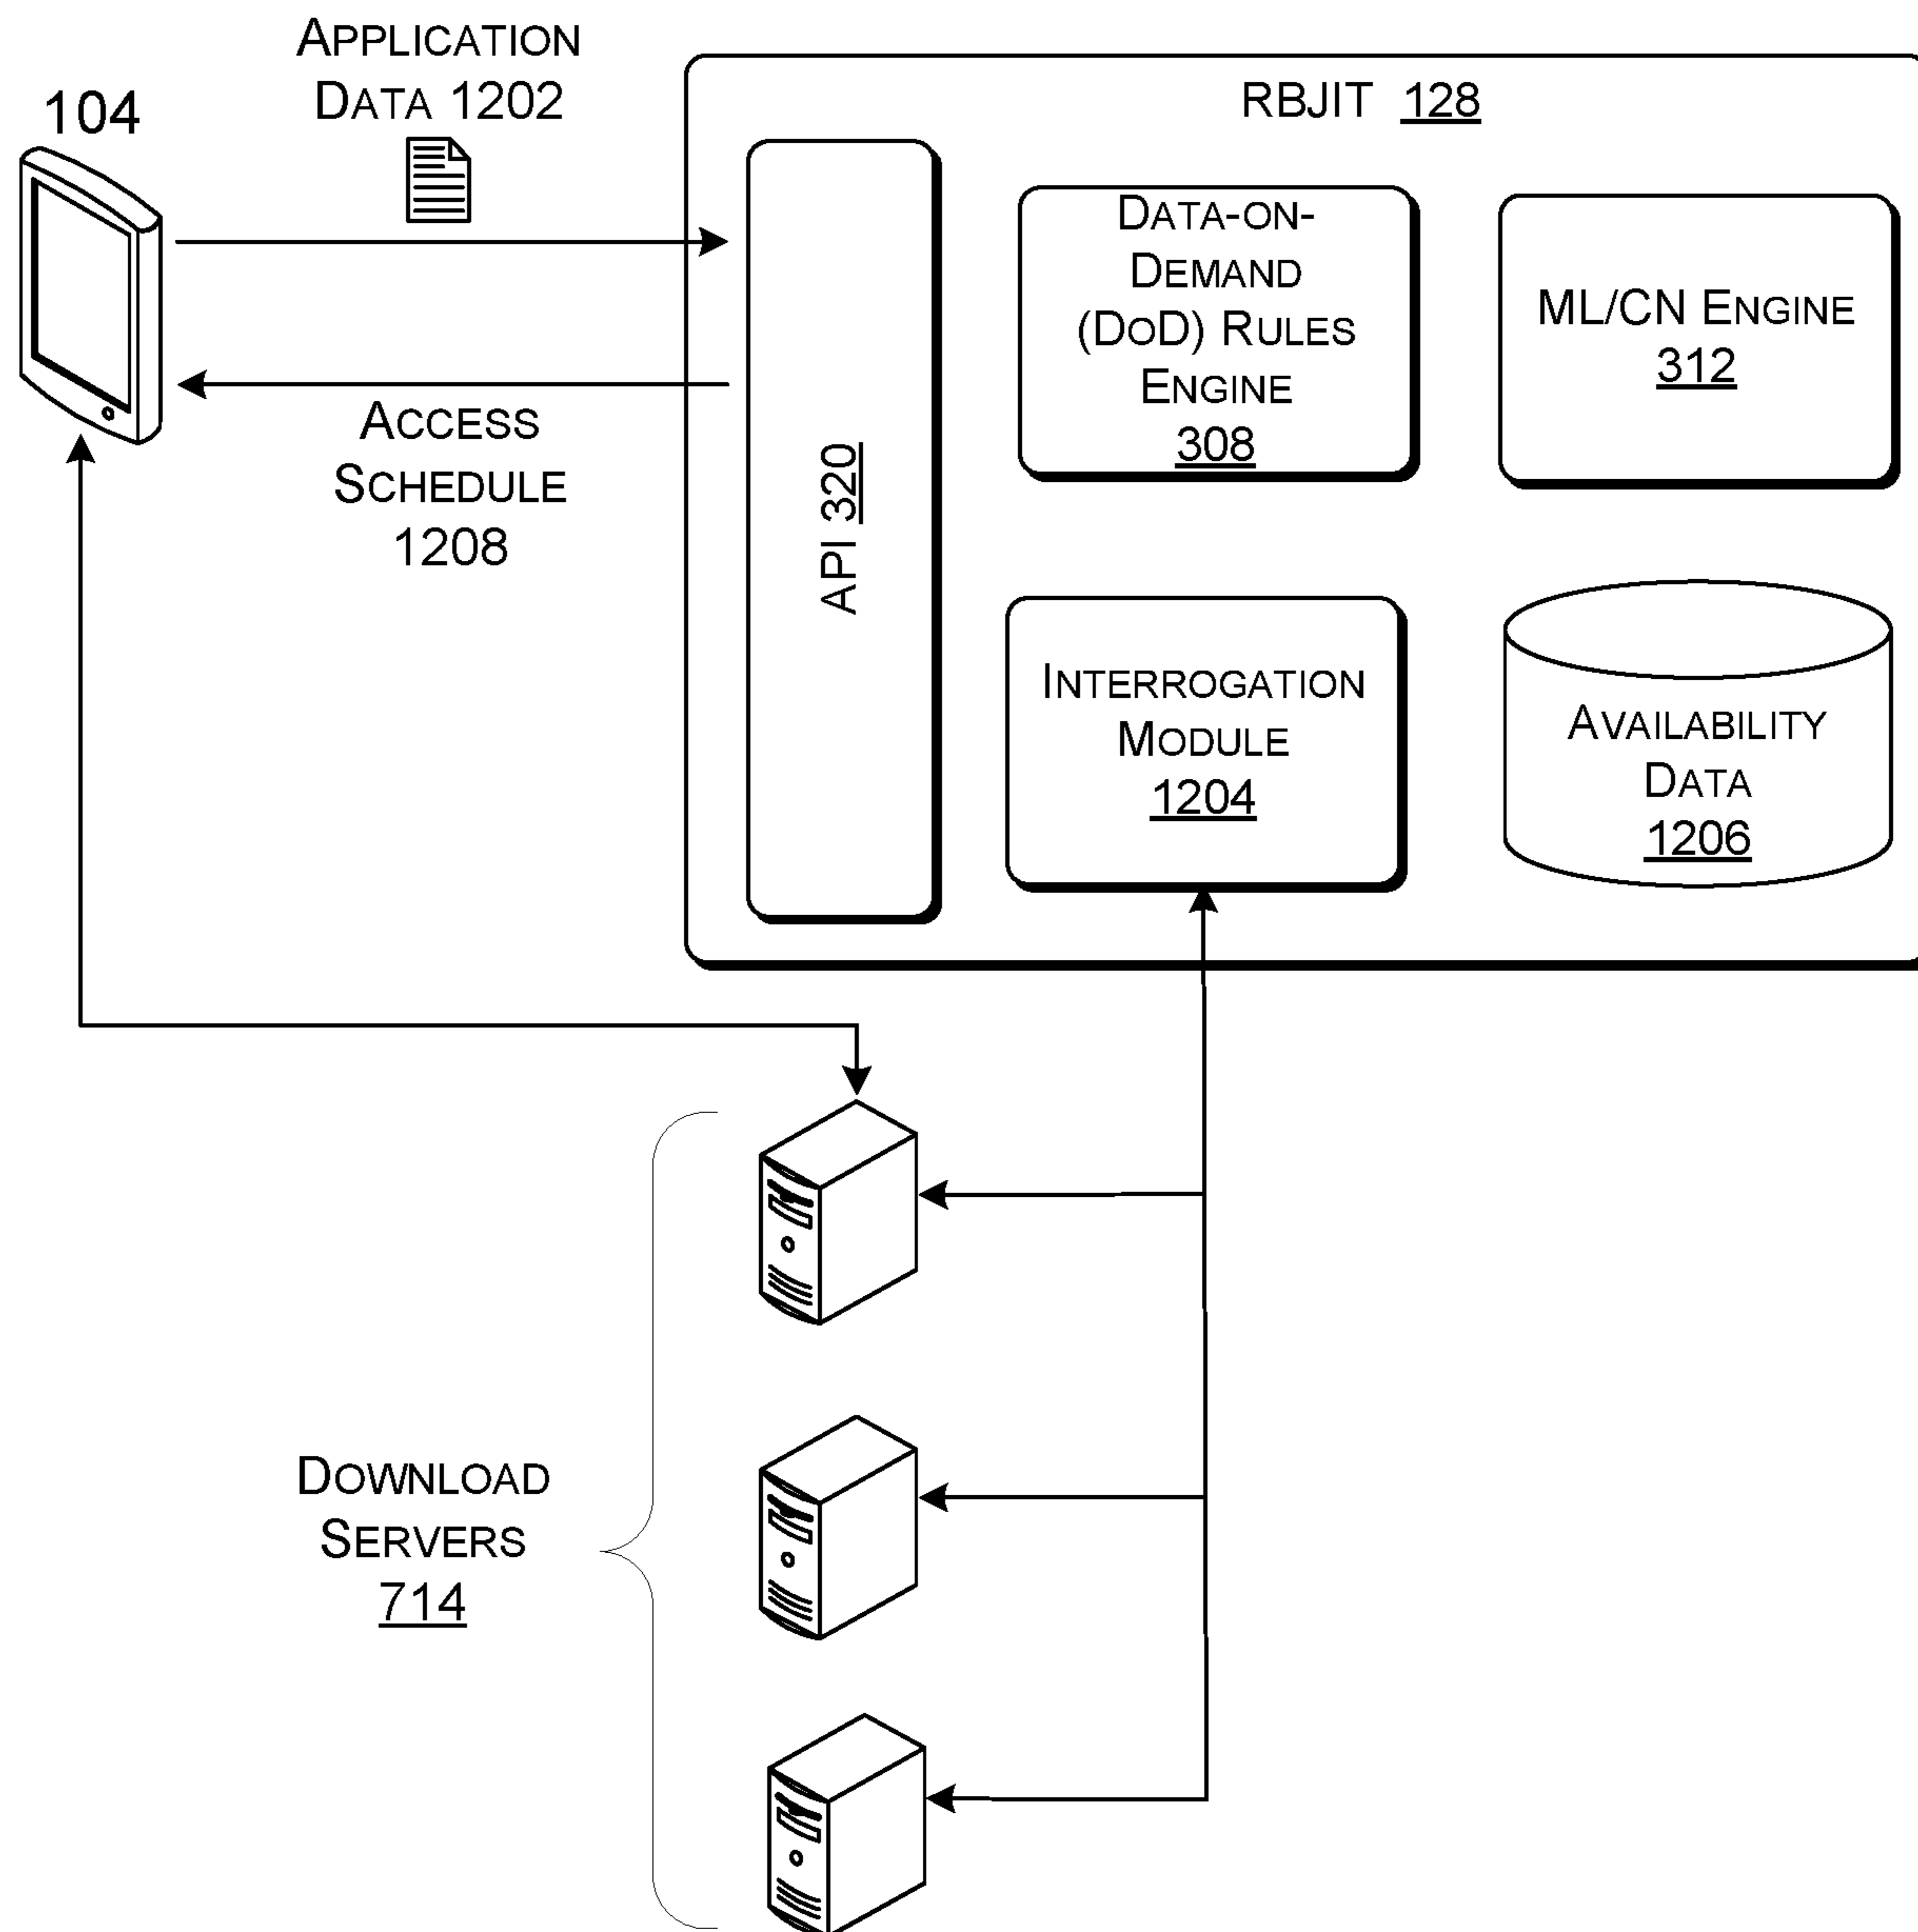 APPLICATION
DATA 1202
104
RBJIT 128
DATA-ON-
DEMAND
(DOD) RULES
ENGINE
308
ML/CN ENGINE
312
ACCESS
SCHEDULE
1208
API 320
INTERROGATION
MODULE
1204
AVAILABILITY
DATA
1206
DOWNLOAD
SERVERS
714